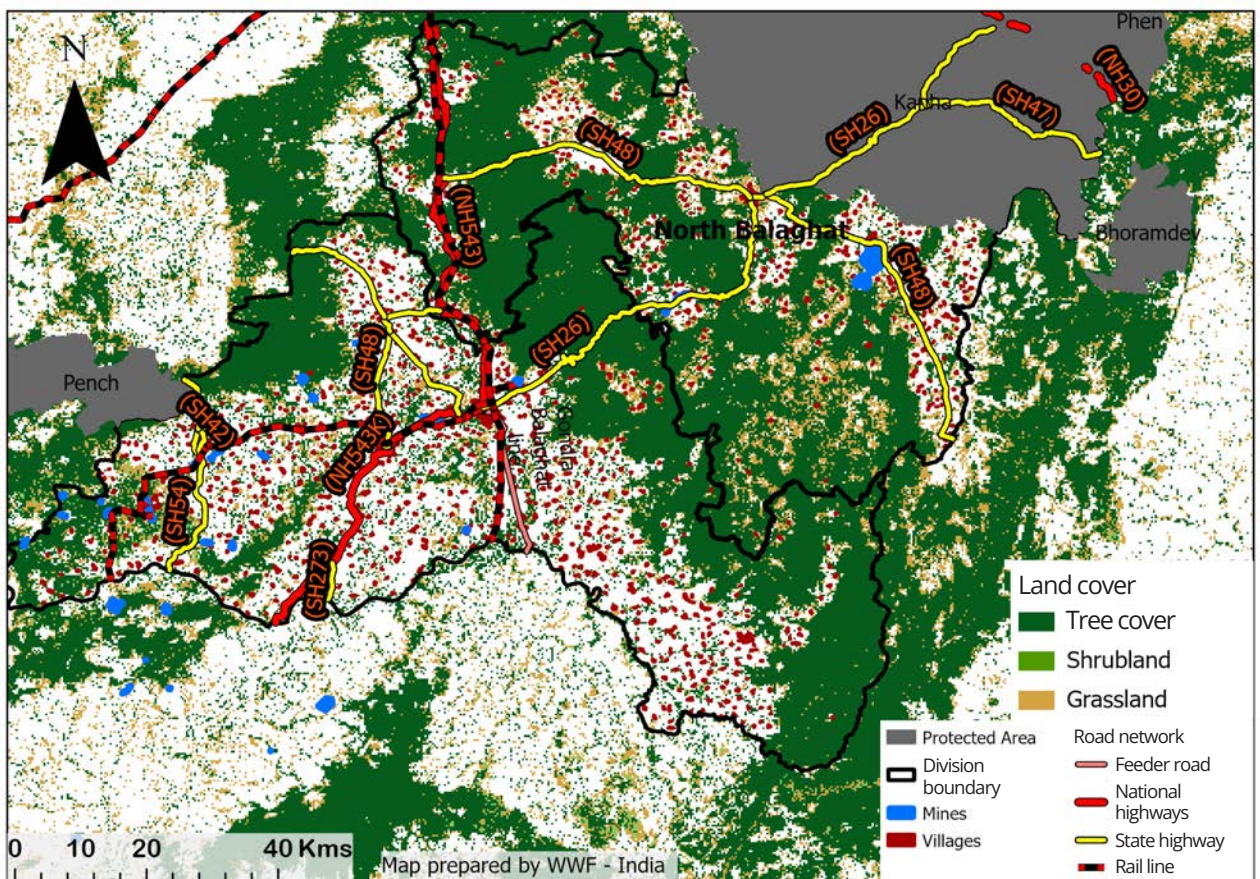 N
Phen
Kanha
(NH30)
(SH47)
(SH26)
(SH48)
(NH543)
North Balaghat
Bhoramdev
(SH48)
(SH26)
(SH48)
Pench
(SH42)
(NH543K)
Gondia
Balaghat
(SH54)
(SH273)
0 10 20 40 Kms
Map prepared by WWF - India
Land cover
Tree cover
Shrubland
Grassland
Protected Area
Division
boundary
Mines
Villages
Road network
Feeder road
National
highways
State highway
Rail line